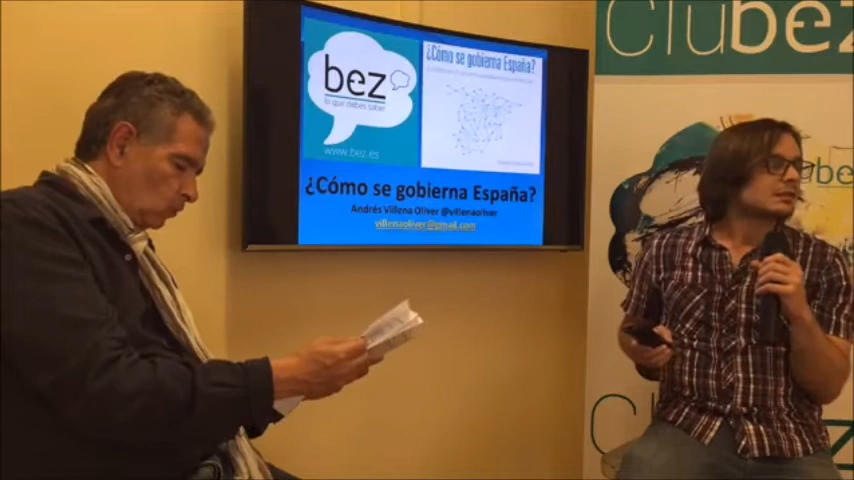 bez
lo que debes saber
www.bez.es
¿Cómo se gobierna España?
¿Cómo se gobierna España?
Andrés Villena Oliver @villenaoliver
villenaoliver@gmail.com
Clubez
bez
Clu